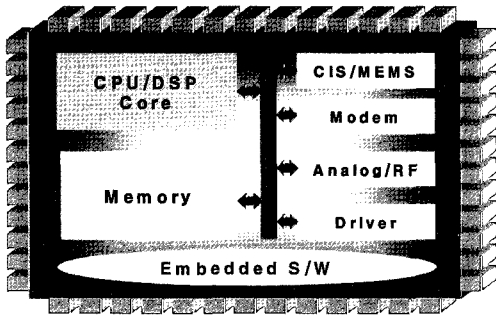 CPU/DSP
Core
Memory
CIS/MEMS
Modem
Analog/RF
Driver
Embedded S/W